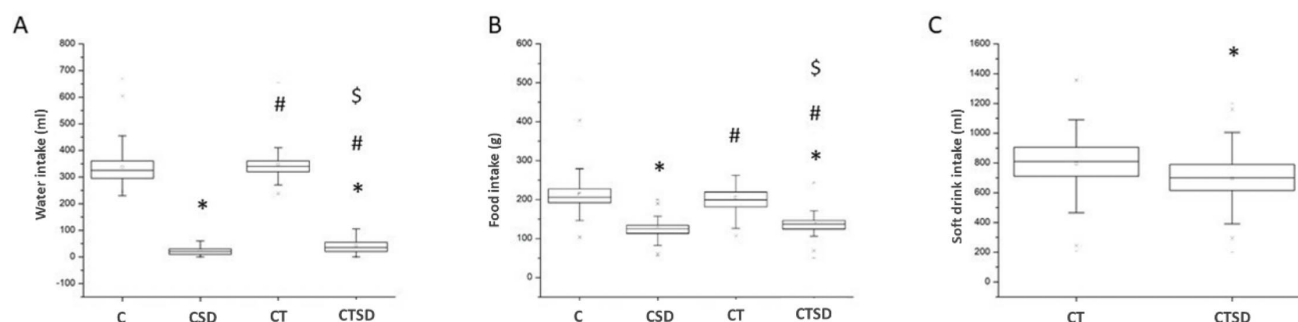 A
Water intake (ml)
800
700
600
500
400
300
200
100
0
-100
*
#
$
#
*
C
CSD
CT
CTSD
B
Food intake (g)
600
500
400
300
200
100
0
*
#
$
#
*
C
CSD
CT
CTSD
C
Soft drink intake (ml)
1600
1400
1200
1000
800
600
400
200
0
*
CT
CTSD